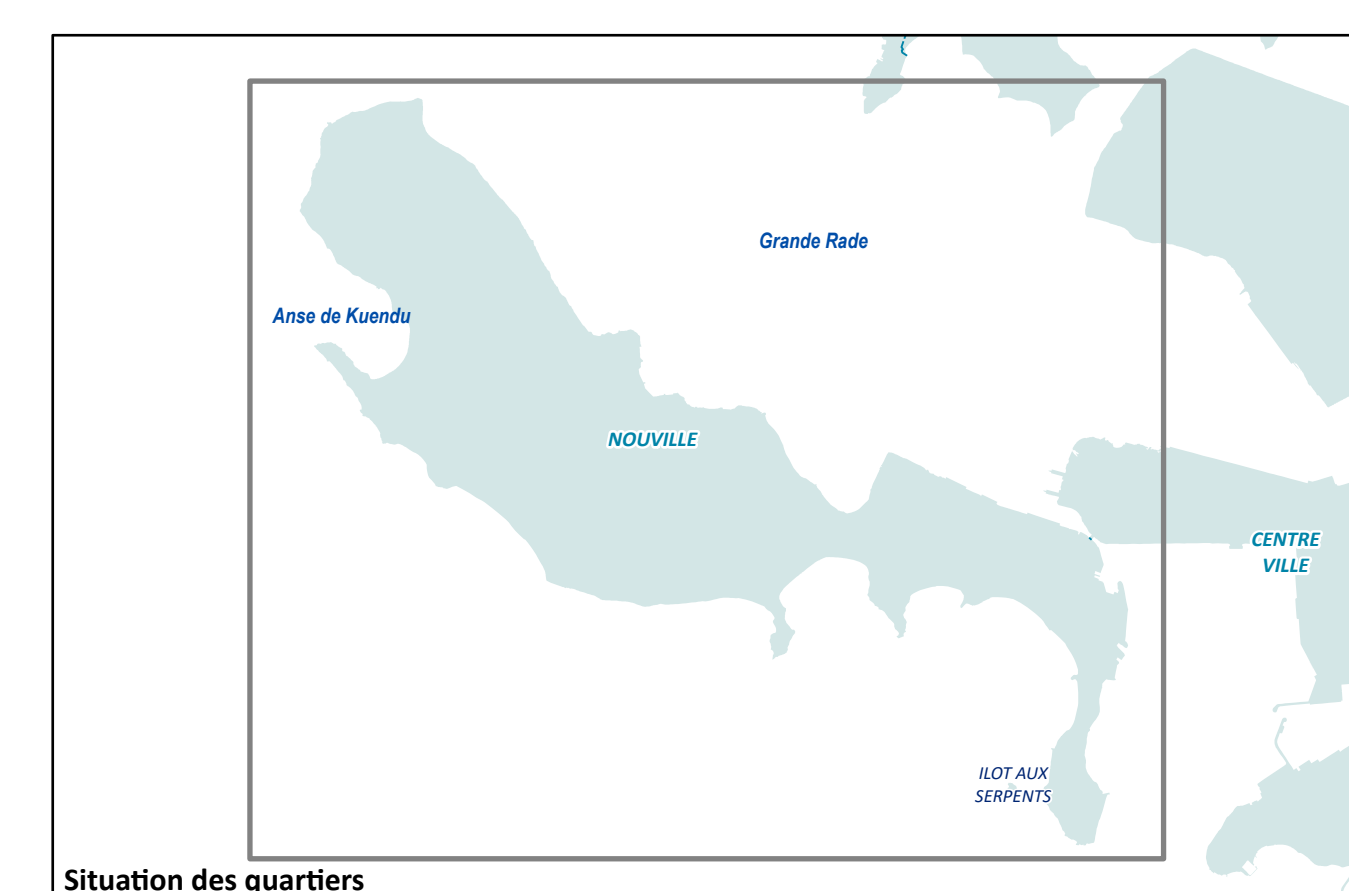 Grande Rade
Anse de Kuendu
NOUVILLE
CENTRE
VILLE
ILOT AUX
SERPENTS
Situation des quartiers